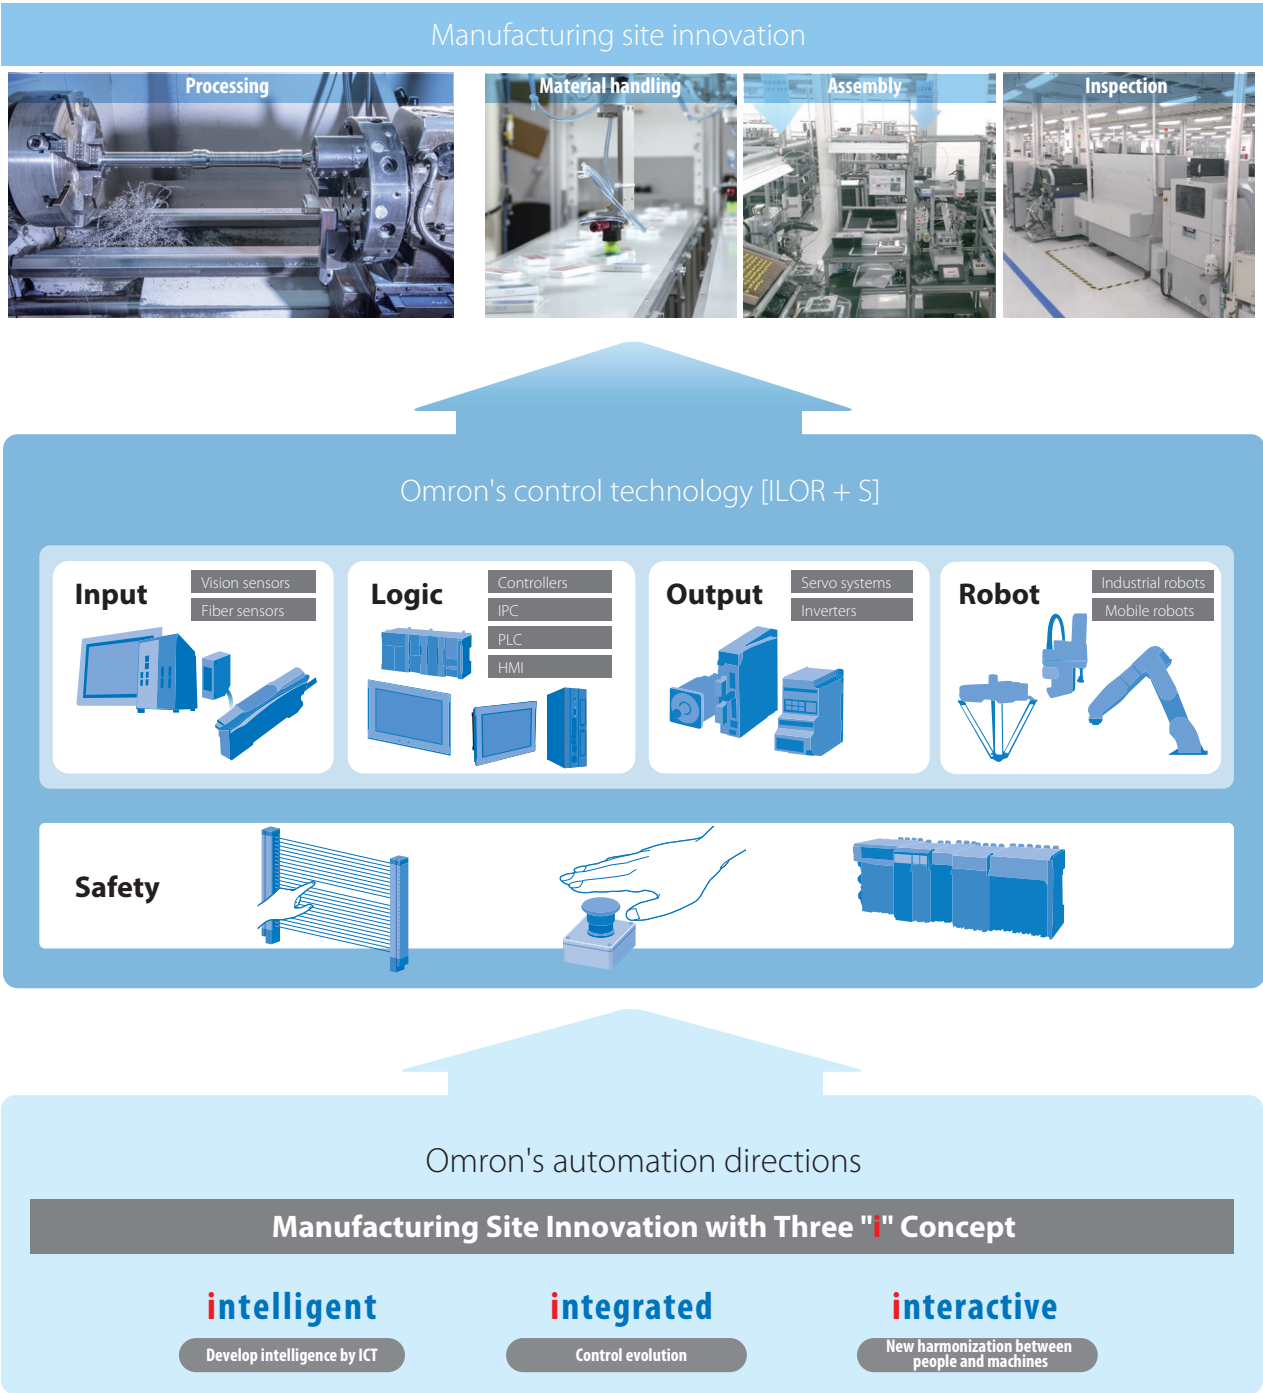 Manufacturing site innovation
Processing
Material handling
Assembly
Inspection
Omron's control technology [ILOR + S]
Input
Vision sensors
Fiber sensors
Logic
Controllers
IPC
PLC
HMI
Output
Servo systems
Inverters
Robot
Industrial robots
Mobile robots
Safety
Omron's automation directions
Manufacturing Site Innovation with Three "i" Concept
intelligent
Develop intelligence by ICT
integrated
Control evolution
interactive
New harmonization between
people and machines